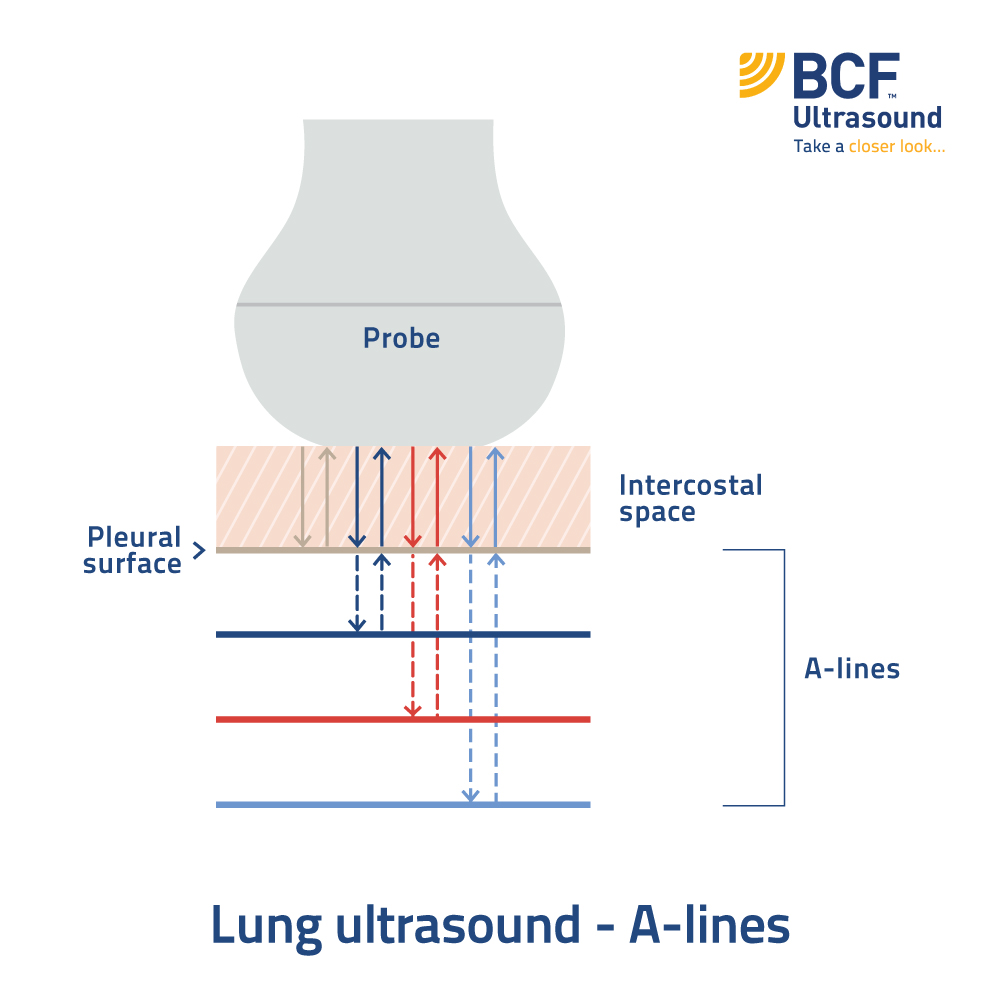 BCF™
Ultrasound
Take a closer look...
Probe
Intercostal
space
Pleural
surface
A-lines
Lung ultrasound - A-lines